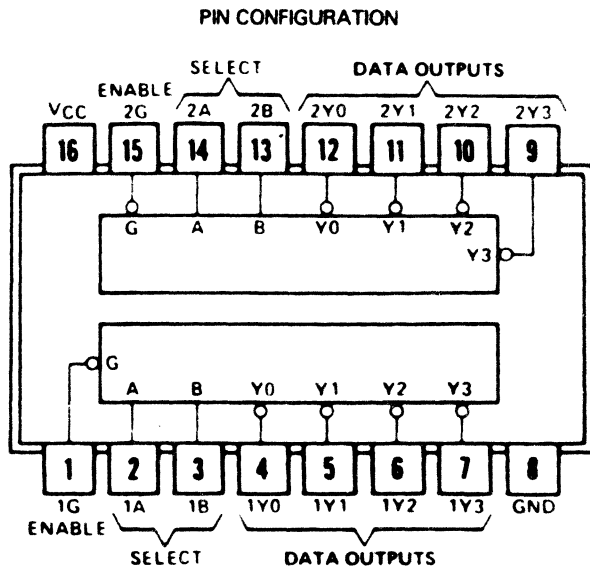 PIN CONFIGURATION
SELECT
DATA OUTPUTS
ENABLE
VCC 2G 2A 2B 2Y0 2Y1 2Y2 2Y3
16 15 14 13 12 11 10 9
G A B Y0 Y1 Y2
Y3
G
A B Y0 Y1 Y2 Y3
1 2 3 4 5 6 7 8
1G 1A 1B 1Y0 1Y1 1Y2 1Y3 GND
ENABLE
SELECT
DATA OUTPUTS